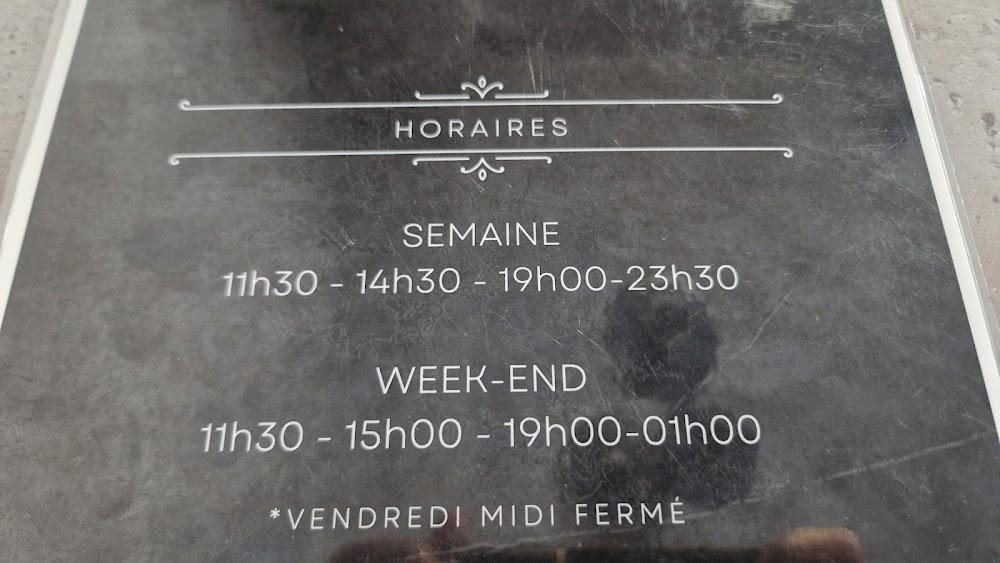 HORAIRES
SEMAINE
11h30 - 14h30 - 19h00-23h30
WEEK-END
11h30 - 15h00 - 19h00-01h00
*VENDREDI MIDI FERMÉ